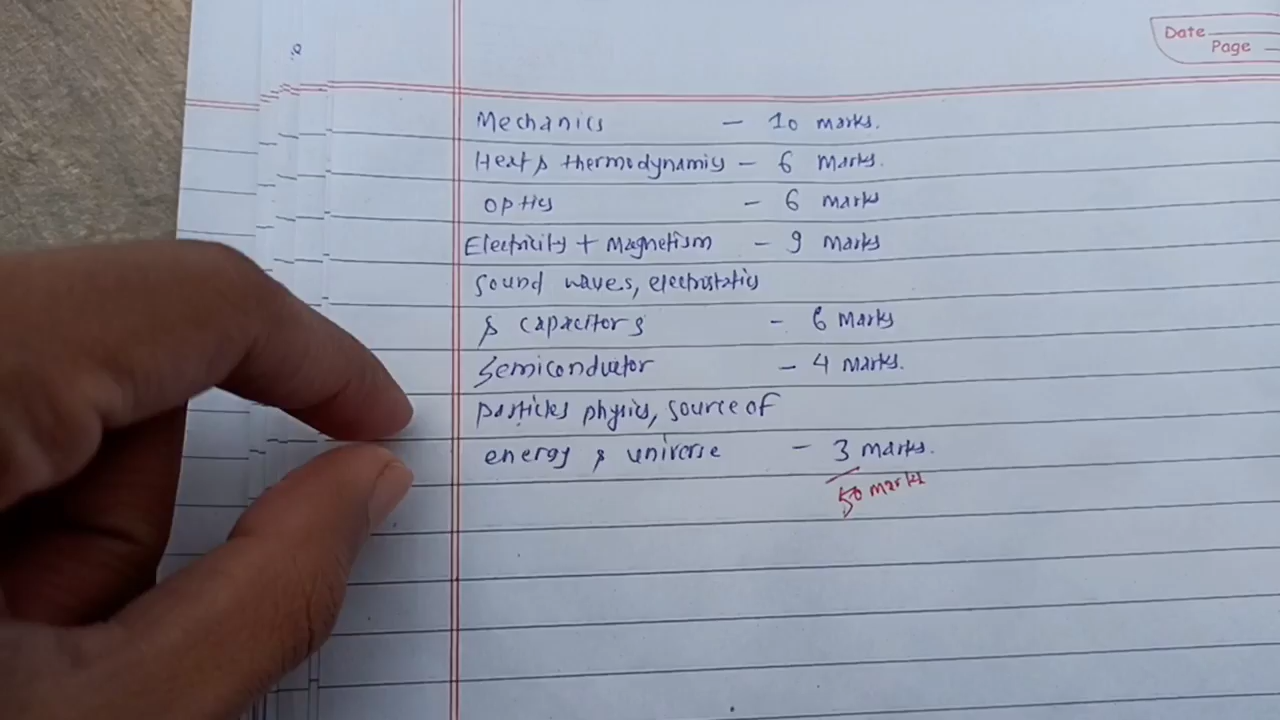 Date
Page
Mechanics - 10 marks.
Heat & thermodynamics - 6 marks.
optics - 6 marks
Electricity + magnetism - 9 marks
Sound waves, electrostatics
& capacitors - 6 marks
Semiconductor - 4 marks.
particles physics, source of
energy & universe - 3 marks.
50 marks